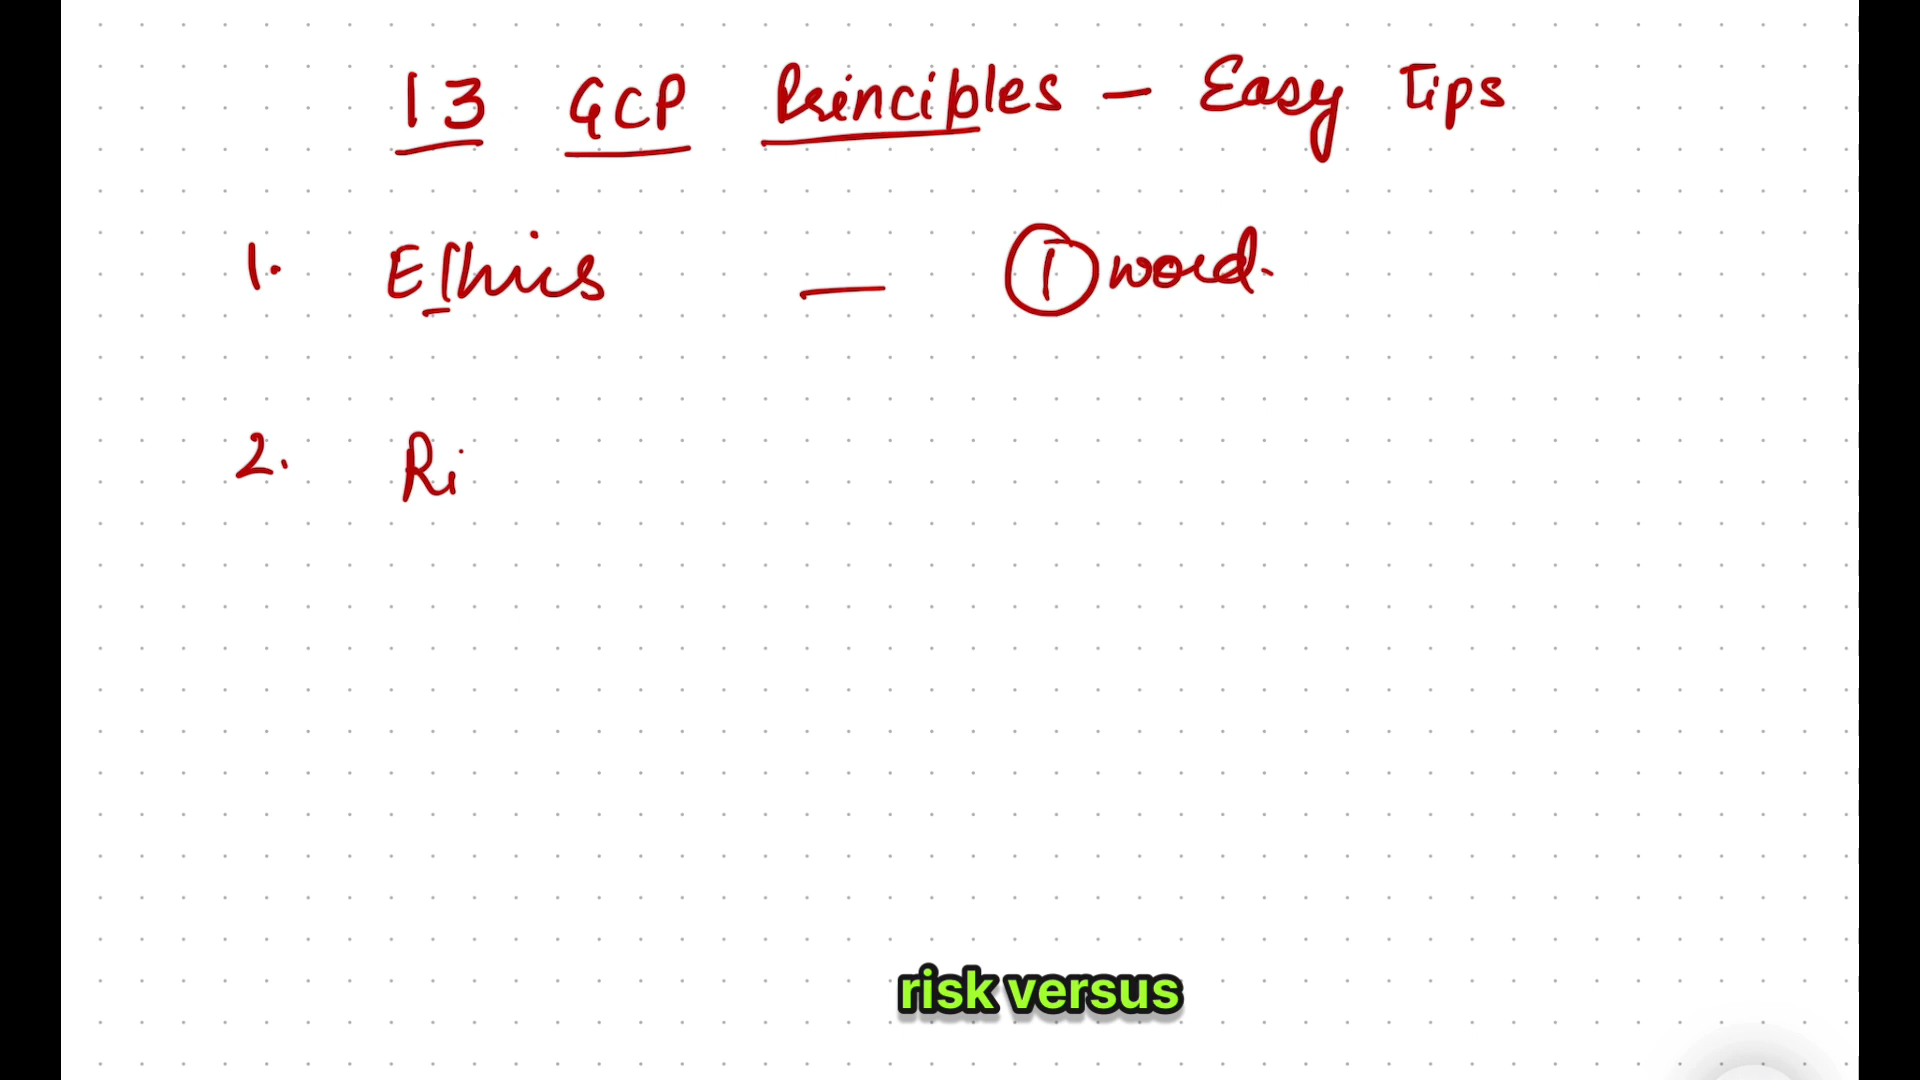 13 GCP Principles - Easy Tips
1. Ethics — 1 word.
2. Ri
risk versus